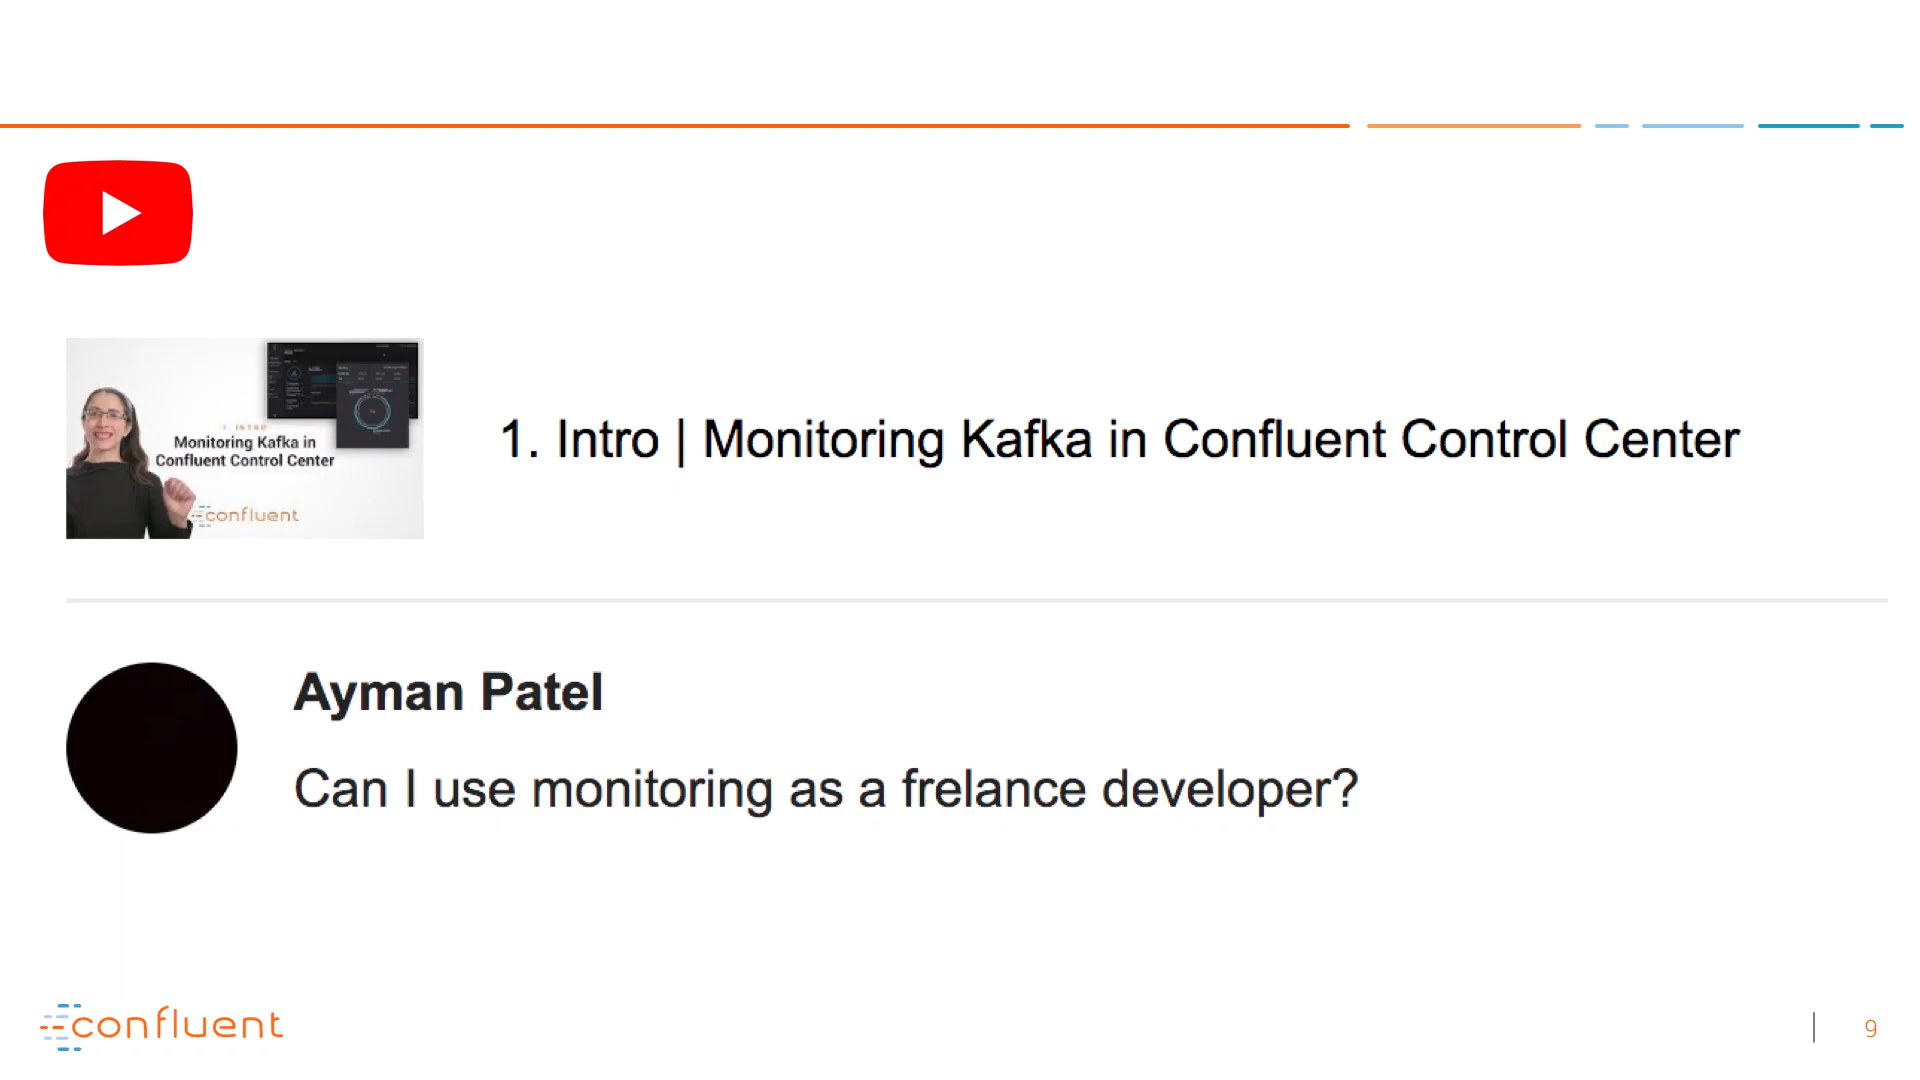 1. INTRO
Monitoring Kafka in
Confluent Control Center
confluent
1. Intro | Monitoring Kafka in Confluent Control Center
Ayman Patel
Can I use monitoring as a frelance developer?
confluent
9